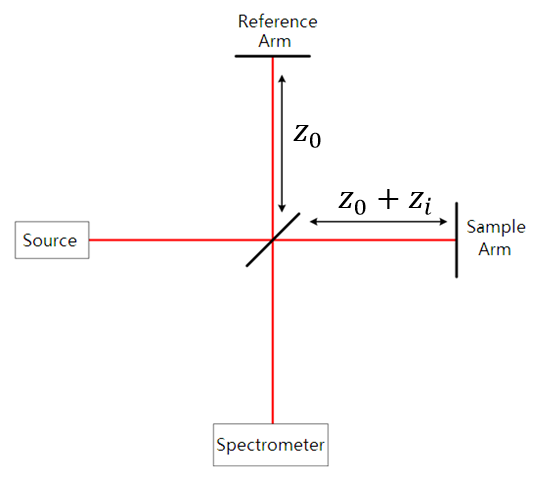 Reference
Arm
z₀
z₀ + zᵢ
Source
Sample
Arm
Spectrometer